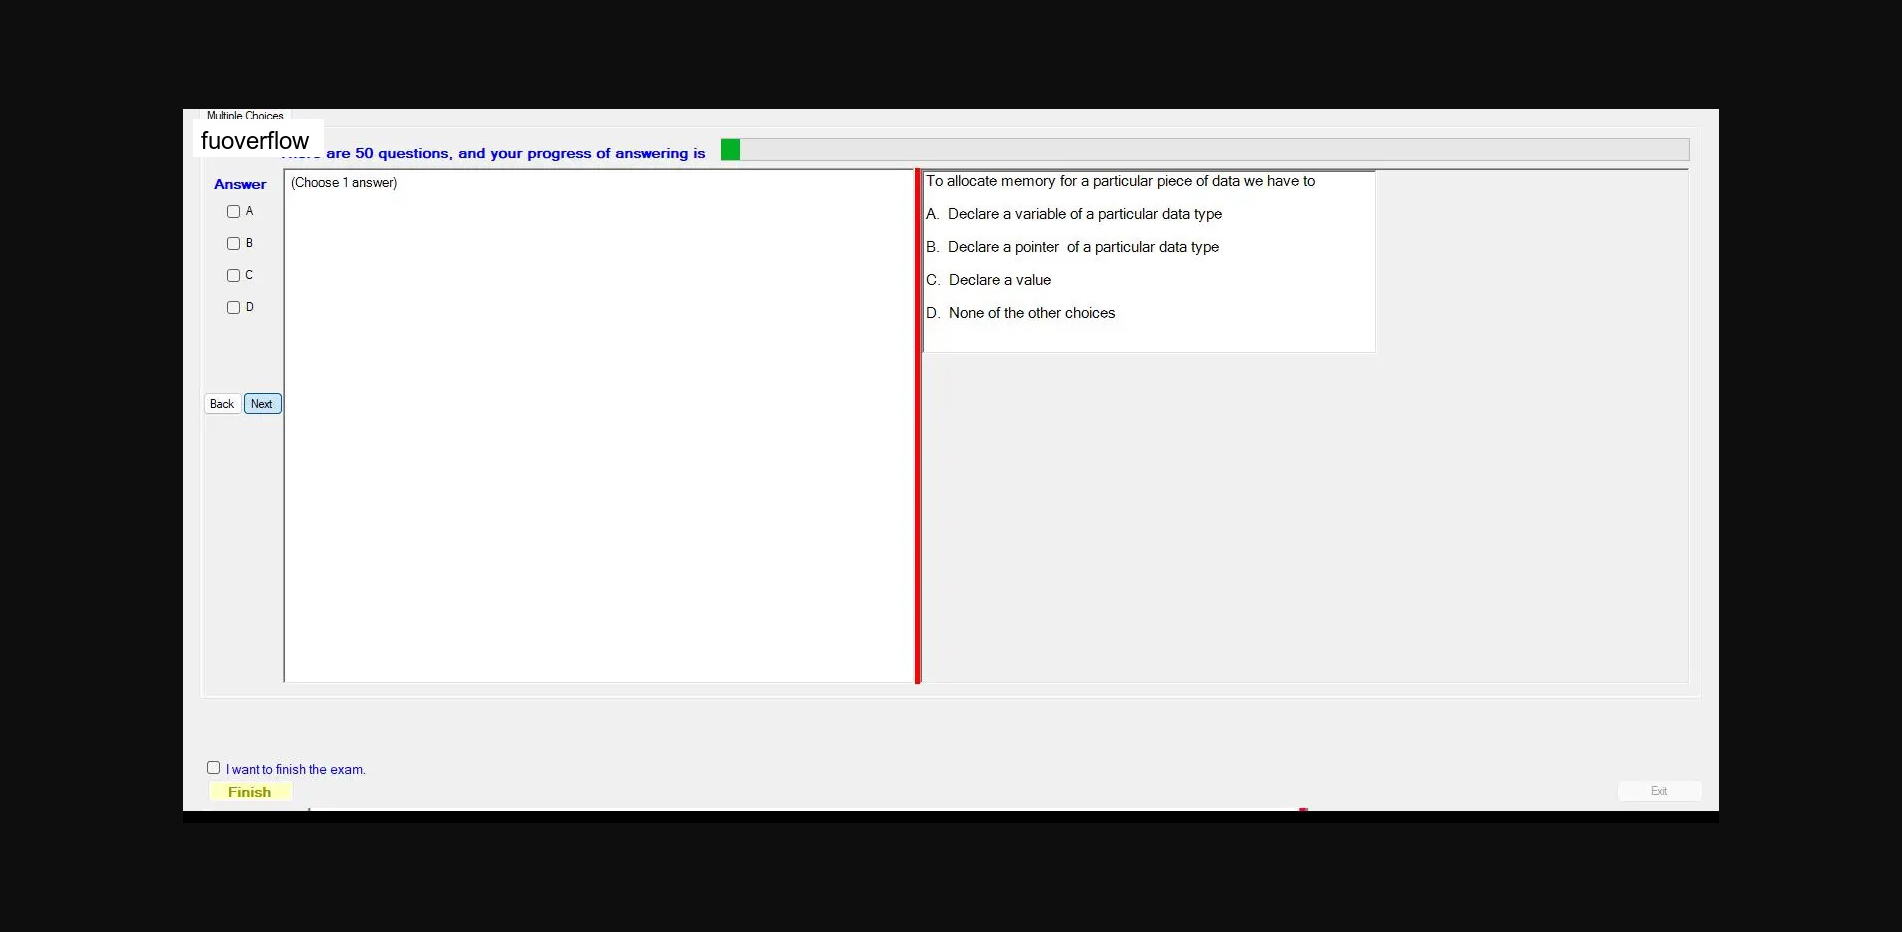 Multiple Choices
fuoverflow
are 50 questions, and your progress of answering is
Answer
(Choose 1 answer)
A
B
C
D
Back Next
To allocate memory for a particular piece of data we have to
A. Declare a variable of a particular data type
B. Declare a pointer of a particular data type
C. Declare a value
D. None of the other choices
I want to finish the exam.
Finish
Exit